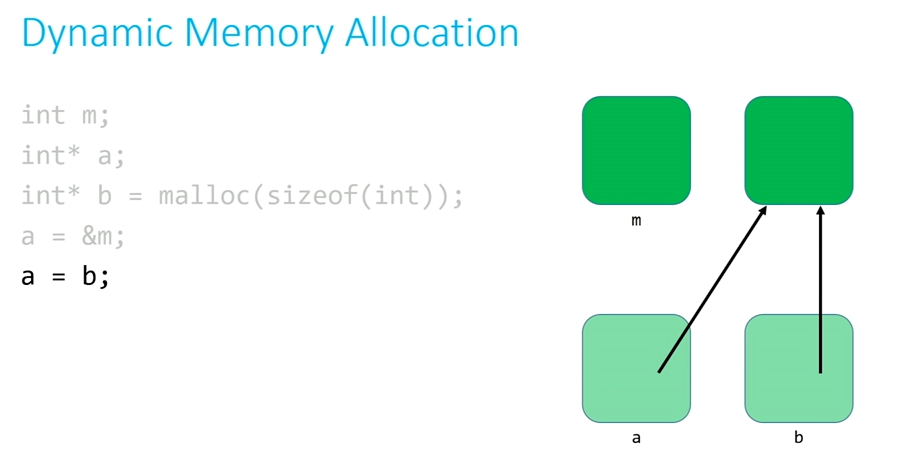 Dynamic Memory Allocation
int m;
int* a;
int* b = malloc(sizeof(int));
a = &m;
a = b;
m
a
b